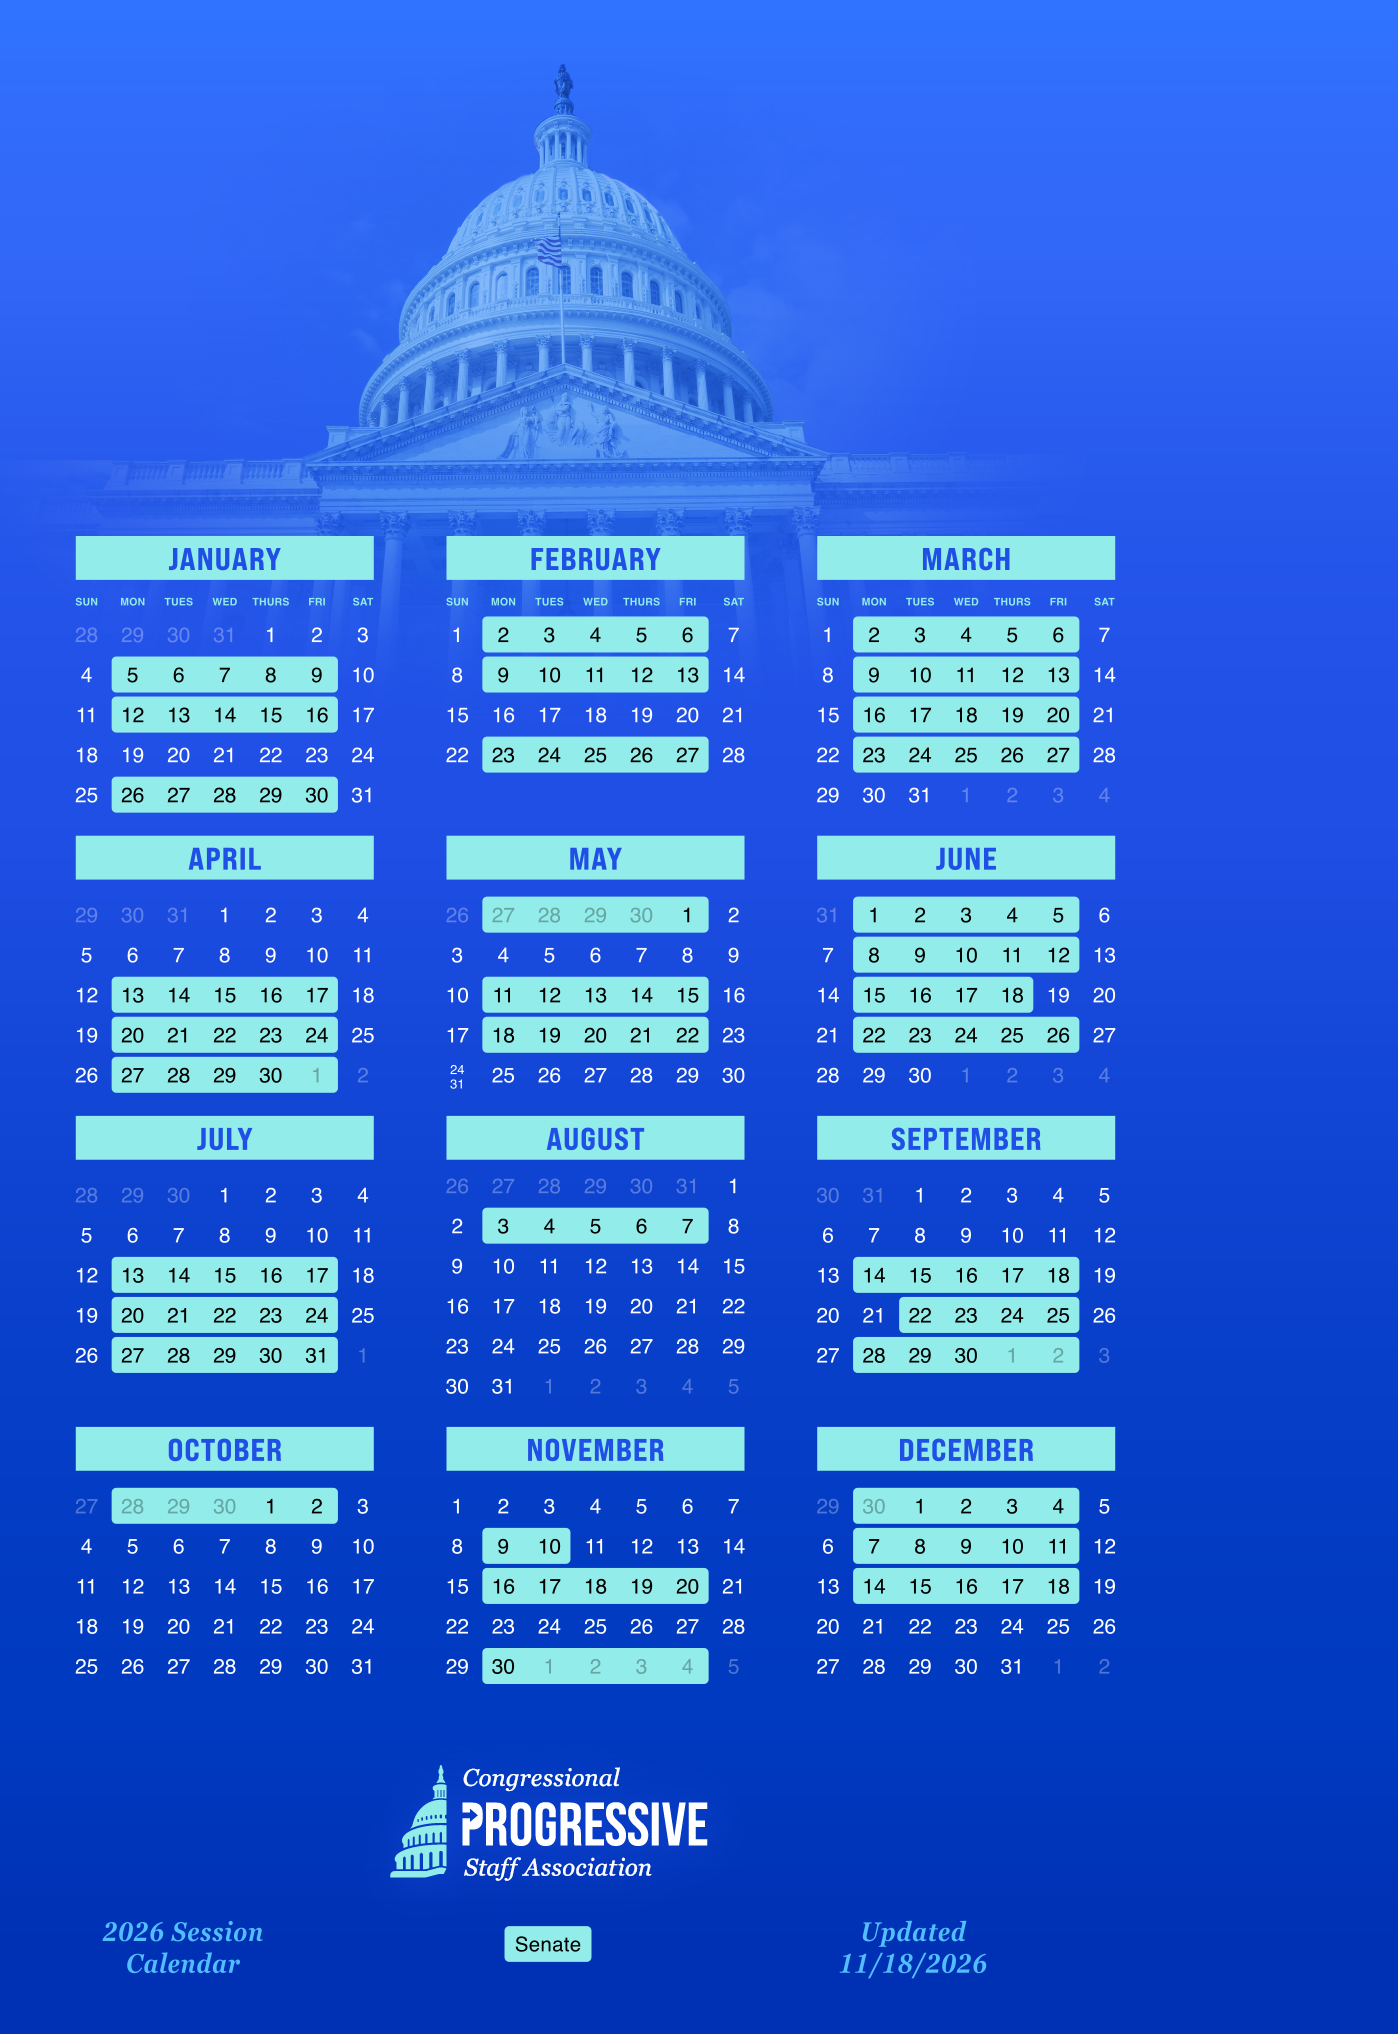 JANUARY
SUN MON TUES WED THURS FRI SAT
28 29 30 31 1 2 3
4 5 6 7 8 9 10
11 12 13 14 15 16 17
18 19 20 21 22 23 24
25 26 27 28 29 30 31
FEBRUARY
SUN MON TUES WED THURS FRI SAT
1 2 3 4 5 6 7
8 9 10 11 12 13 14
15 16 17 18 19 20 21
22 23 24 25 26 27 28
MARCH
SUN MON TUES WED THURS FRI SAT
1 2 3 4 5 6 7
8 9 10 11 12 13 14
15 16 17 18 19 20 21
22 23 24 25 26 27 28
29 30 31 1 2 3 4
APRIL
29 30 31 1 2 3 4
5 6 7 8 9 10 11
12 13 14 15 16 17 18
19 20 21 22 23 24 25
26 27 28 29 30 1 2
MAY
26 27 28 29 30 1 2
3 4 5 6 7 8 9
10 11 12 13 14 15 16
17 18 19 20 21 22 23
24 31 25 26 27 28 29 30
JUNE
31 1 2 3 4 5 6
7 8 9 10 11 12 13
14 15 16 17 18 19 20
21 22 23 24 25 26 27
28 29 30 1 2 3 4
JULY
28 29 30 1 2 3 4
5 6 7 8 9 10 11
12 13 14 15 16 17 18
19 20 21 22 23 24 25
26 27 28 29 30 31 1
AUGUST
26 27 28 29 30 31 1
2 3 4 5 6 7 8
9 10 11 12 13 14 15
16 17 18 19 20 21 22
23 24 25 26 27 28 29
30 31 1 2 3 4 5
SEPTEMBER
30 31 1 2 3 4 5
6 7 8 9 10 11 12
13 14 15 16 17 18 19
20 21 22 23 24 25 26
27 28 29 30 1 2 3
OCTOBER
27 28 29 30 1 2 3
4 5 6 7 8 9 10
11 12 13 14 15 16 17
18 19 20 21 22 23 24
25 26 27 28 29 30 31
NOVEMBER
1 2 3 4 5 6 7
8 9 10 11 12 13 14
15 16 17 18 19 20 21
22 23 24 25 26 27 28
29 30 1 2 3 4 5
DECEMBER
29 30 1 2 3 4 5
6 7 8 9 10 11 12
13 14 15 16 17 18 19
20 21 22 23 24 25 26
27 28 29 30 31 1 2
Congressional
PROGRESSIVE
Staff Association
2026 Session
Calendar
Senate
Updated
11/18/2026